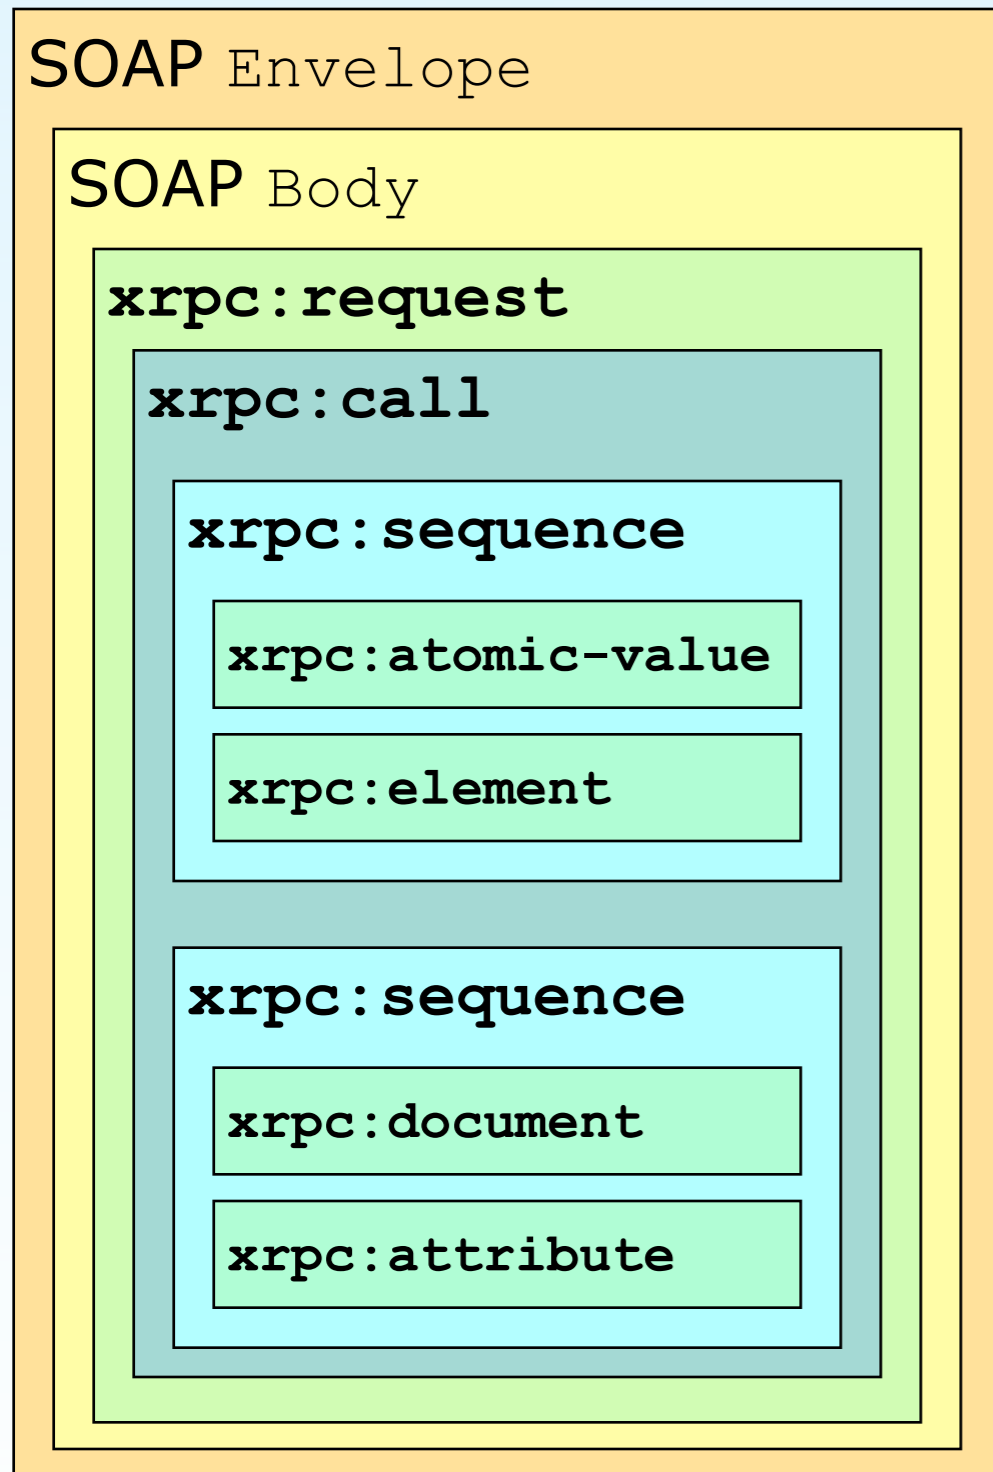 SOAP Envelope
SOAP Body
xrpc:request
xrpc:call
xrpc:sequence
xrpc:atomic-value
xrpc:element
xrpc:sequence
xrpc:document
xrpc:attribute